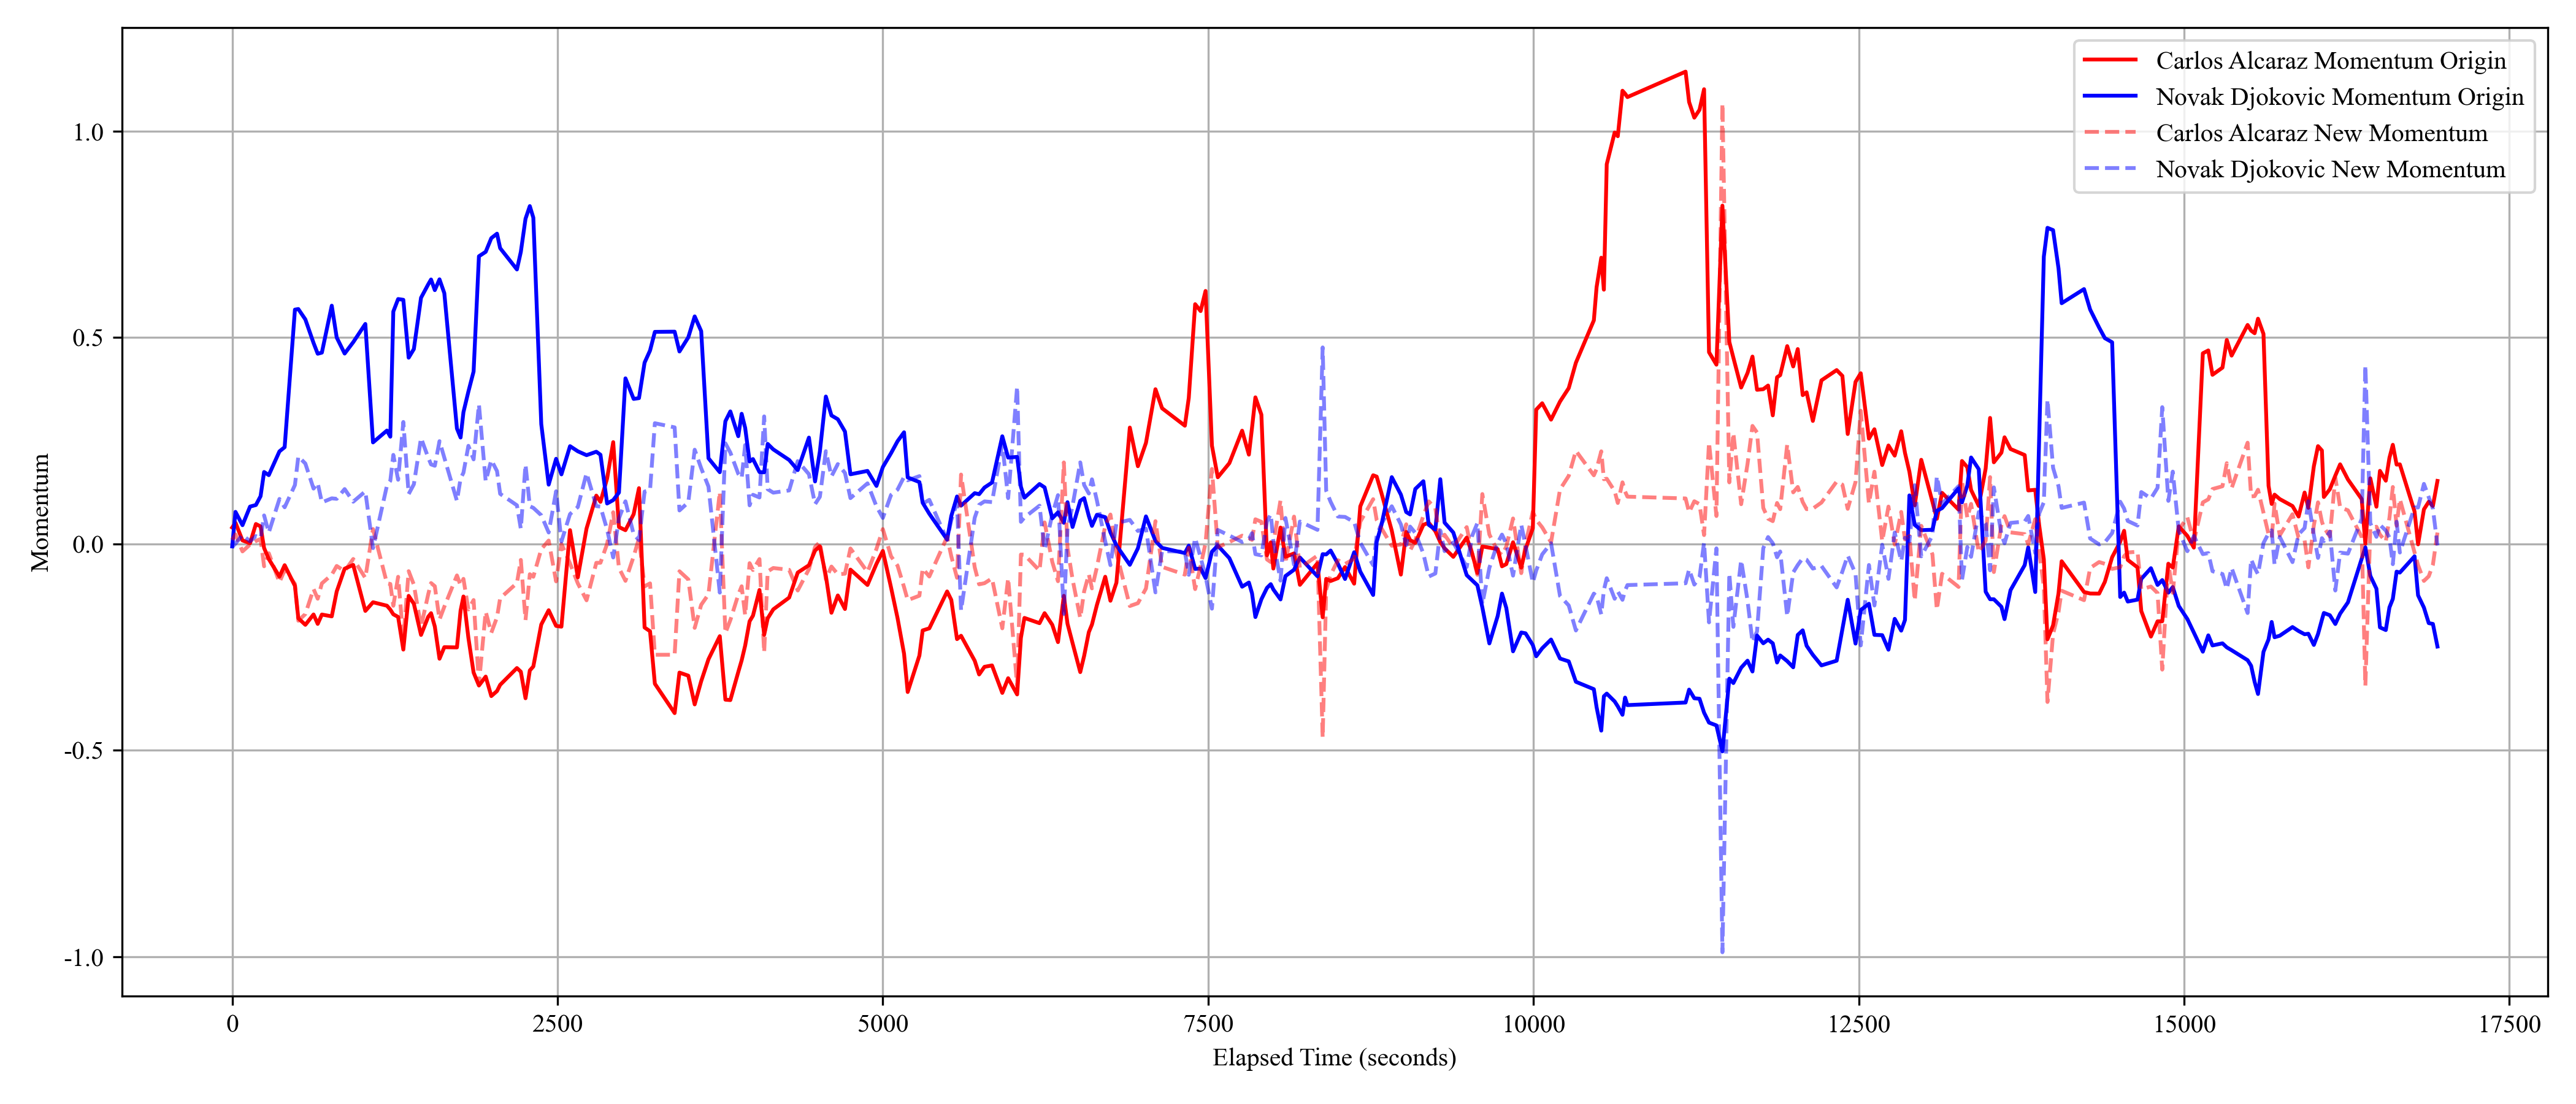 Carlos Alcaraz Momentum Origin
Novak Djokovic Momentum Origin
Carlos Alcaraz New Momentum
Novak Djokovic New Momentum
1.0
0.5
0.0
-0.5
-1.0
Momentum
0 2500 5000 7500 10000 12500 15000 17500
Elapsed Time (seconds)